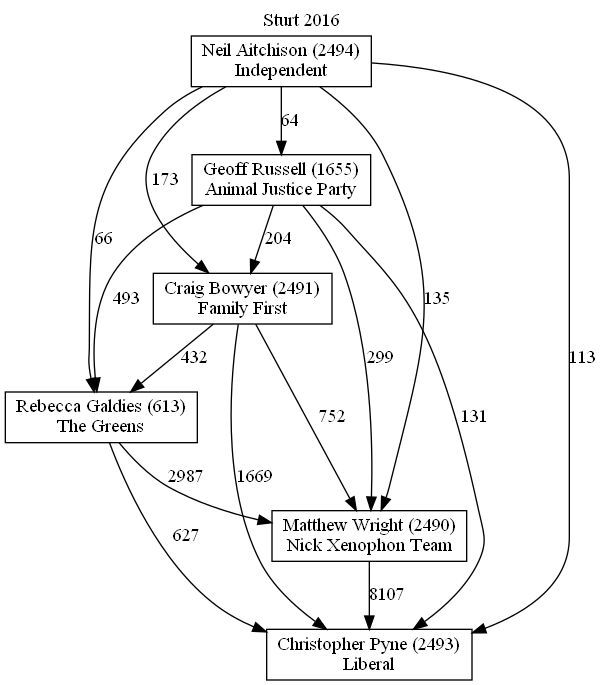 Sturt 2016
Neil Aitchison (2494)
Independent
64
Geoff Russell (1655)
Animal Justice Party
173
204
66
493
135
Craig Bowyer (2491)
Family First
432
299
113
Rebecca Galdies (613)
The Greens
752
131
2987
1669
627
Matthew Wright (2490)
Nick Xenophon Team
8107
Christopher Pyne (2493)
Liberal